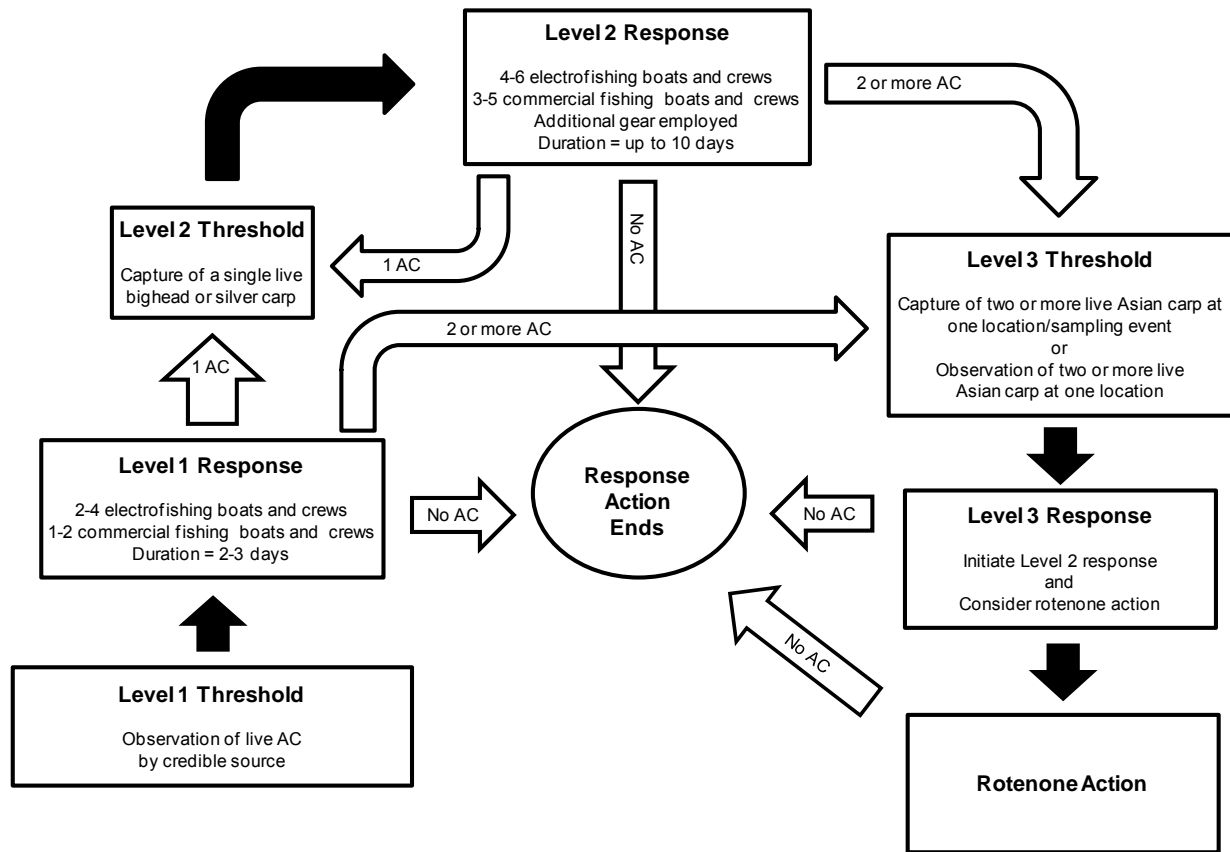 Level 2 Response
4-6 electrofishing boats and crews
3-5 commercial fishing boats and crews
Additional gear employed
Duration = up to 10 days
2 or more AC
Level 2 Threshold
Capture of a single live
bighead or silver carp
1 AC
No AC
Level 3 Threshold
Capture of two or more live Asian carp at
one location/sampling event
or
Observation of two or more live
Asian carp at one location
2 or more AC
1 AC
Level 1 Response
2-4 electrofishing boats and crews
1-2 commercial fishing boats and crews
Duration = 2-3 days
No AC
Response
Action
Ends
No AC
Level 3 Response
Initiate Level 2 response
and
Consider rotenone action
No AC
Level 1 Threshold
Observation of live AC
by credible source
Rotenone Action